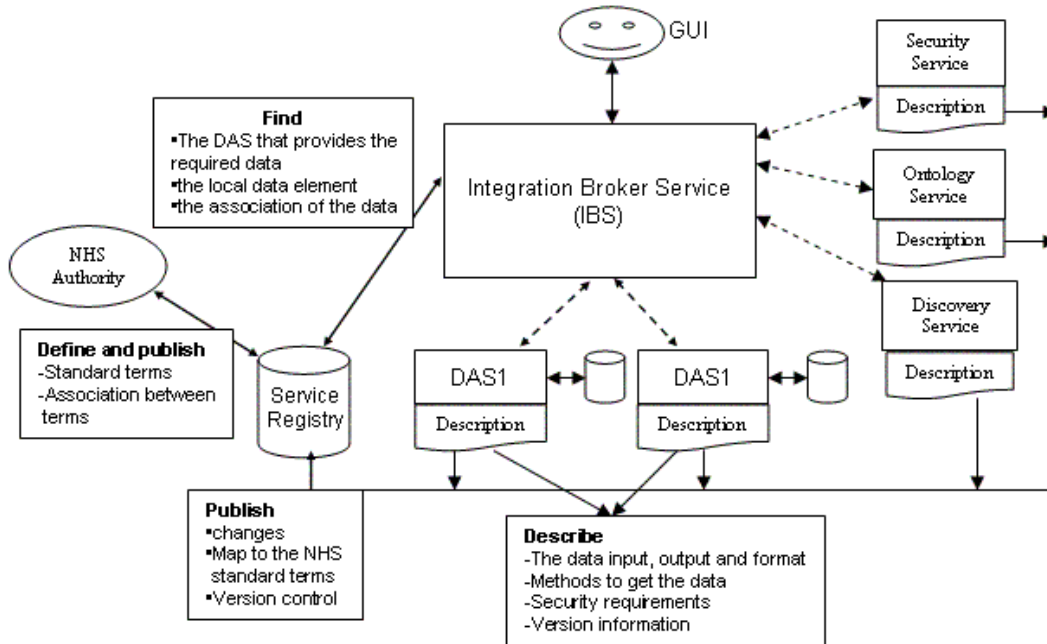 GUI
Security
Service
Description
Find
▪The DAS that provides the
required data
▪the local data element
▪the association of the data
Integration Broker Service
(IBS)
Ontology
Service
Description
NHS
Authority
Discovery
Service
Description
Define and publish
-Standard terms
-Association between
terms
Service
Registry
DAS1
Description
DAS1
Description
Publish
▪changes
▪Map to the NHS
standard terms
▪Version control
Describe
-The data input, output and format
-Methods to get the data
-Security requirements
-Version information